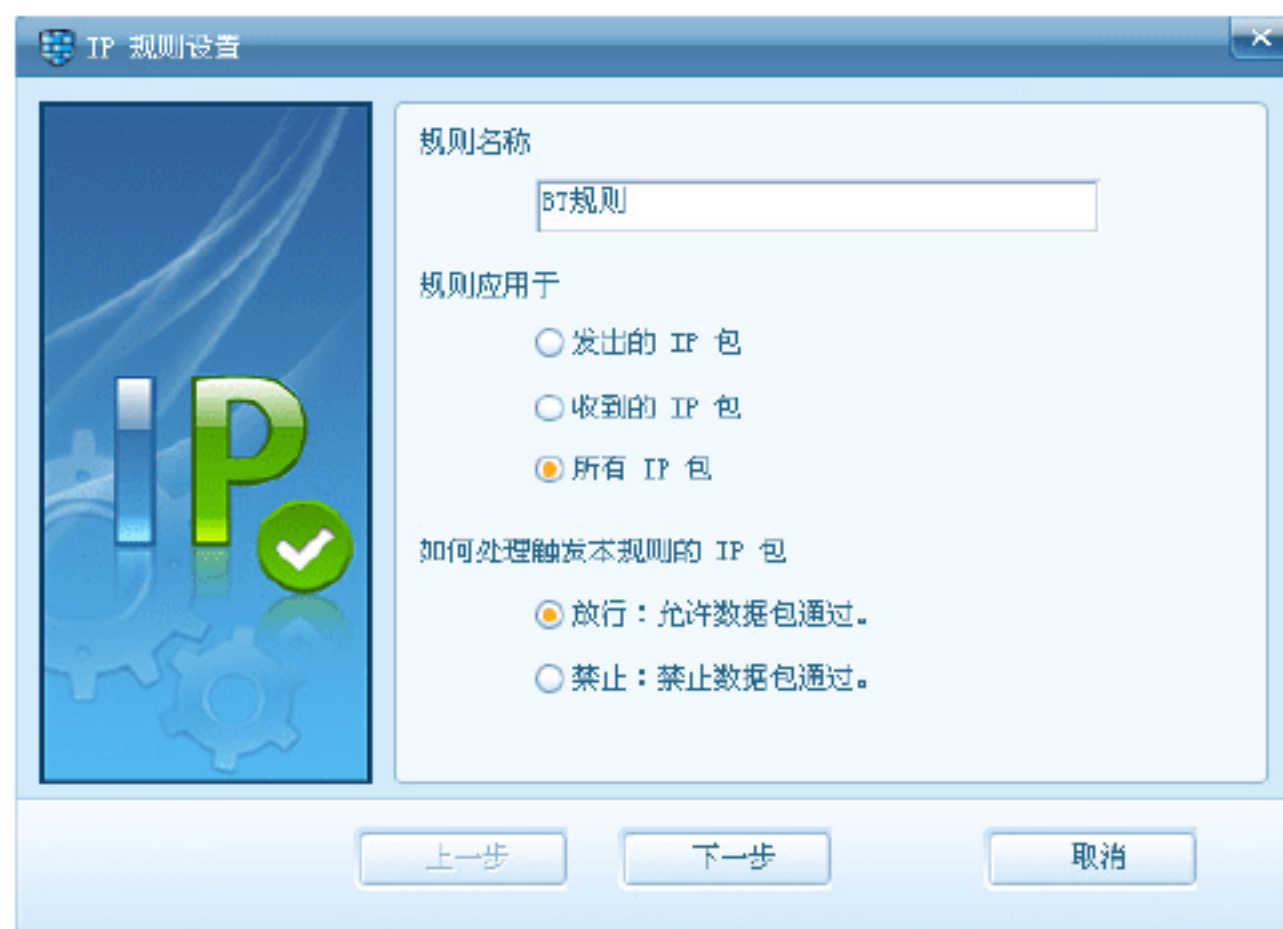 IP 规则设置
规则名称
BT规则
规则应用于
发出的 IP 包
收到的 IP 包
所有 IP 包
如何处理触发本规则的 IP 包
放行：允许数据包通过。
禁止：禁止数据包通过。
IP
上一步
下一步
取消